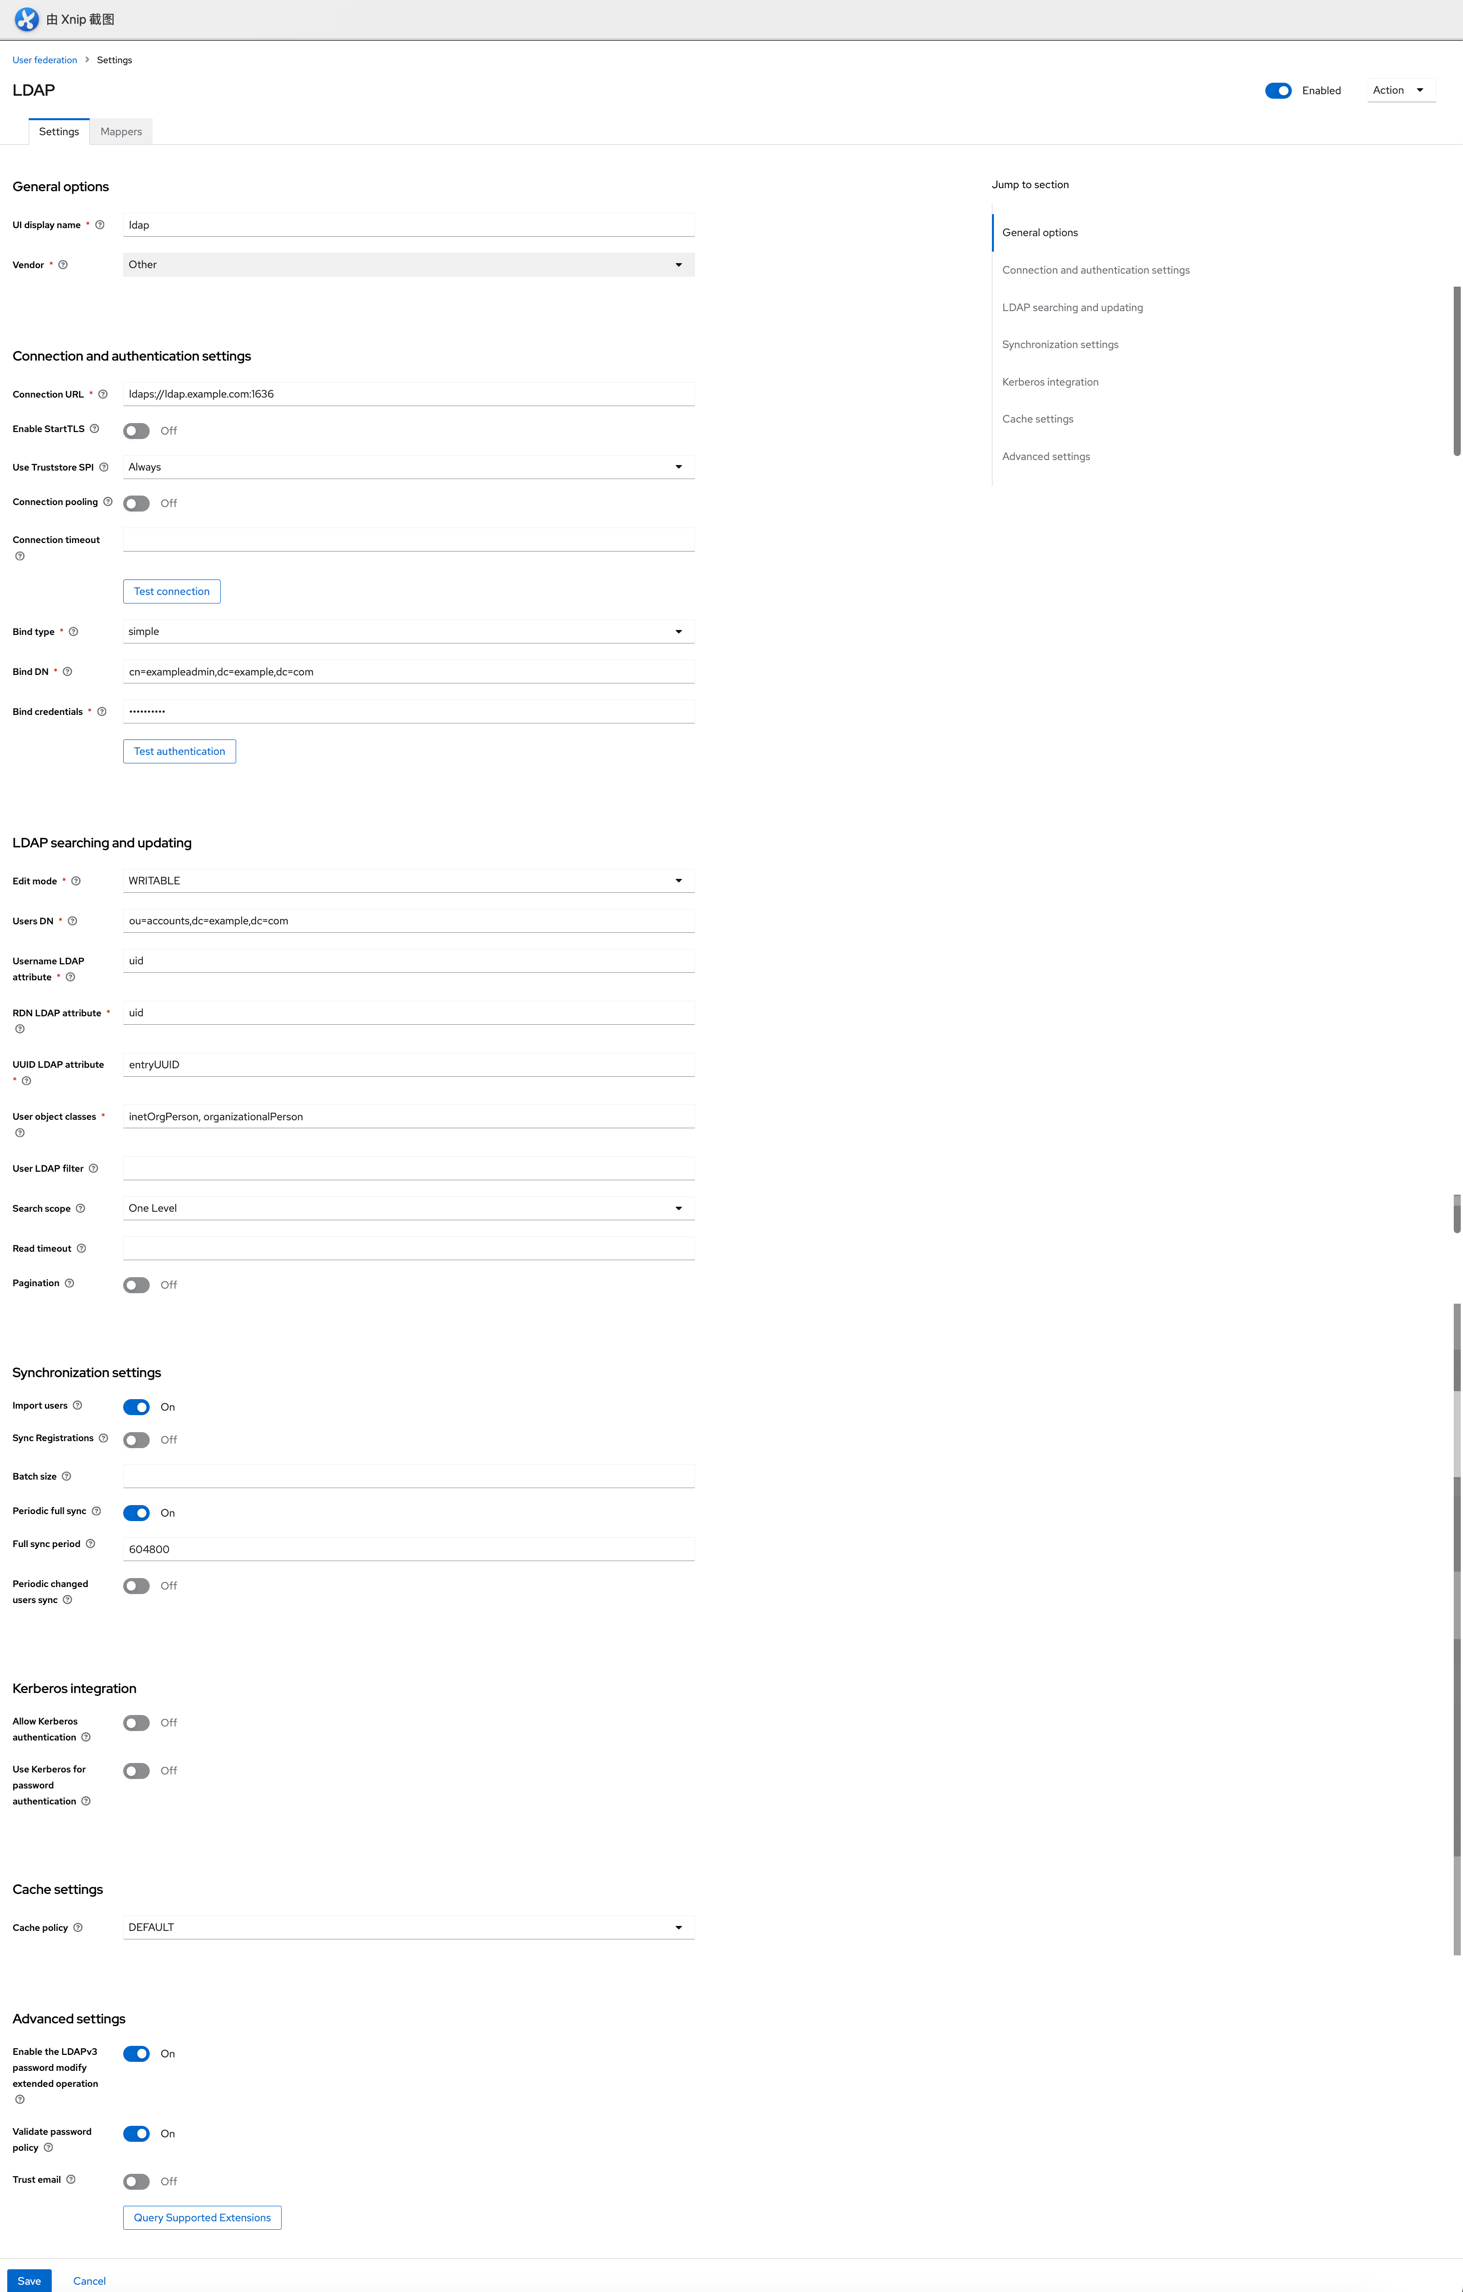 由 Xnip 截图
User federation > Settings
LDAP
Enabled
Action
Settings
Mappers
General options
UI display name *
ldap
Vendor *
Other
Jump to section
General options
Connection and authentication settings
LDAP searching and updating
Synchronization settings
Kerberos integration
Cache settings
Advanced settings
Connection and authentication settings
Connection URL *
ldaps://ldap.example.com:1636
Enable StartTLS
Off
Use Truststore SPI
Always
Connection pooling
Off
Connection timeout
Test connection
Bind type *
simple
Bind DN *
cn=exampleadmin,dc=example,dc=com
Bind credentials *
••••••••••
Test authentication
LDAP searching and updating
Edit mode *
WRITABLE
Users DN *
ou=accounts,dc=example,dc=com
Username LDAP
attribute *
uid
RDN LDAP attribute *
uid
UUID LDAP attribute
*
entryUUID
User object classes *
inetOrgPerson, organizationalPerson
User LDAP filter
Search scope
One Level
Read timeout
Pagination
Off
Synchronization settings
Import users
On
Sync Registrations
Off
Batch size
Periodic full sync
On
Full sync period
604800
Periodic changed
users sync
Off
Kerberos integration
Allow Kerberos
authentication
Off
Use Kerberos for
password
authentication
Off
Cache settings
Cache policy
DEFAULT
Advanced settings
Enable the LDAPv3
password modify
extended operation
On
Validate password
policy
On
Trust email
Off
Query Supported Extensions
Save
Cancel